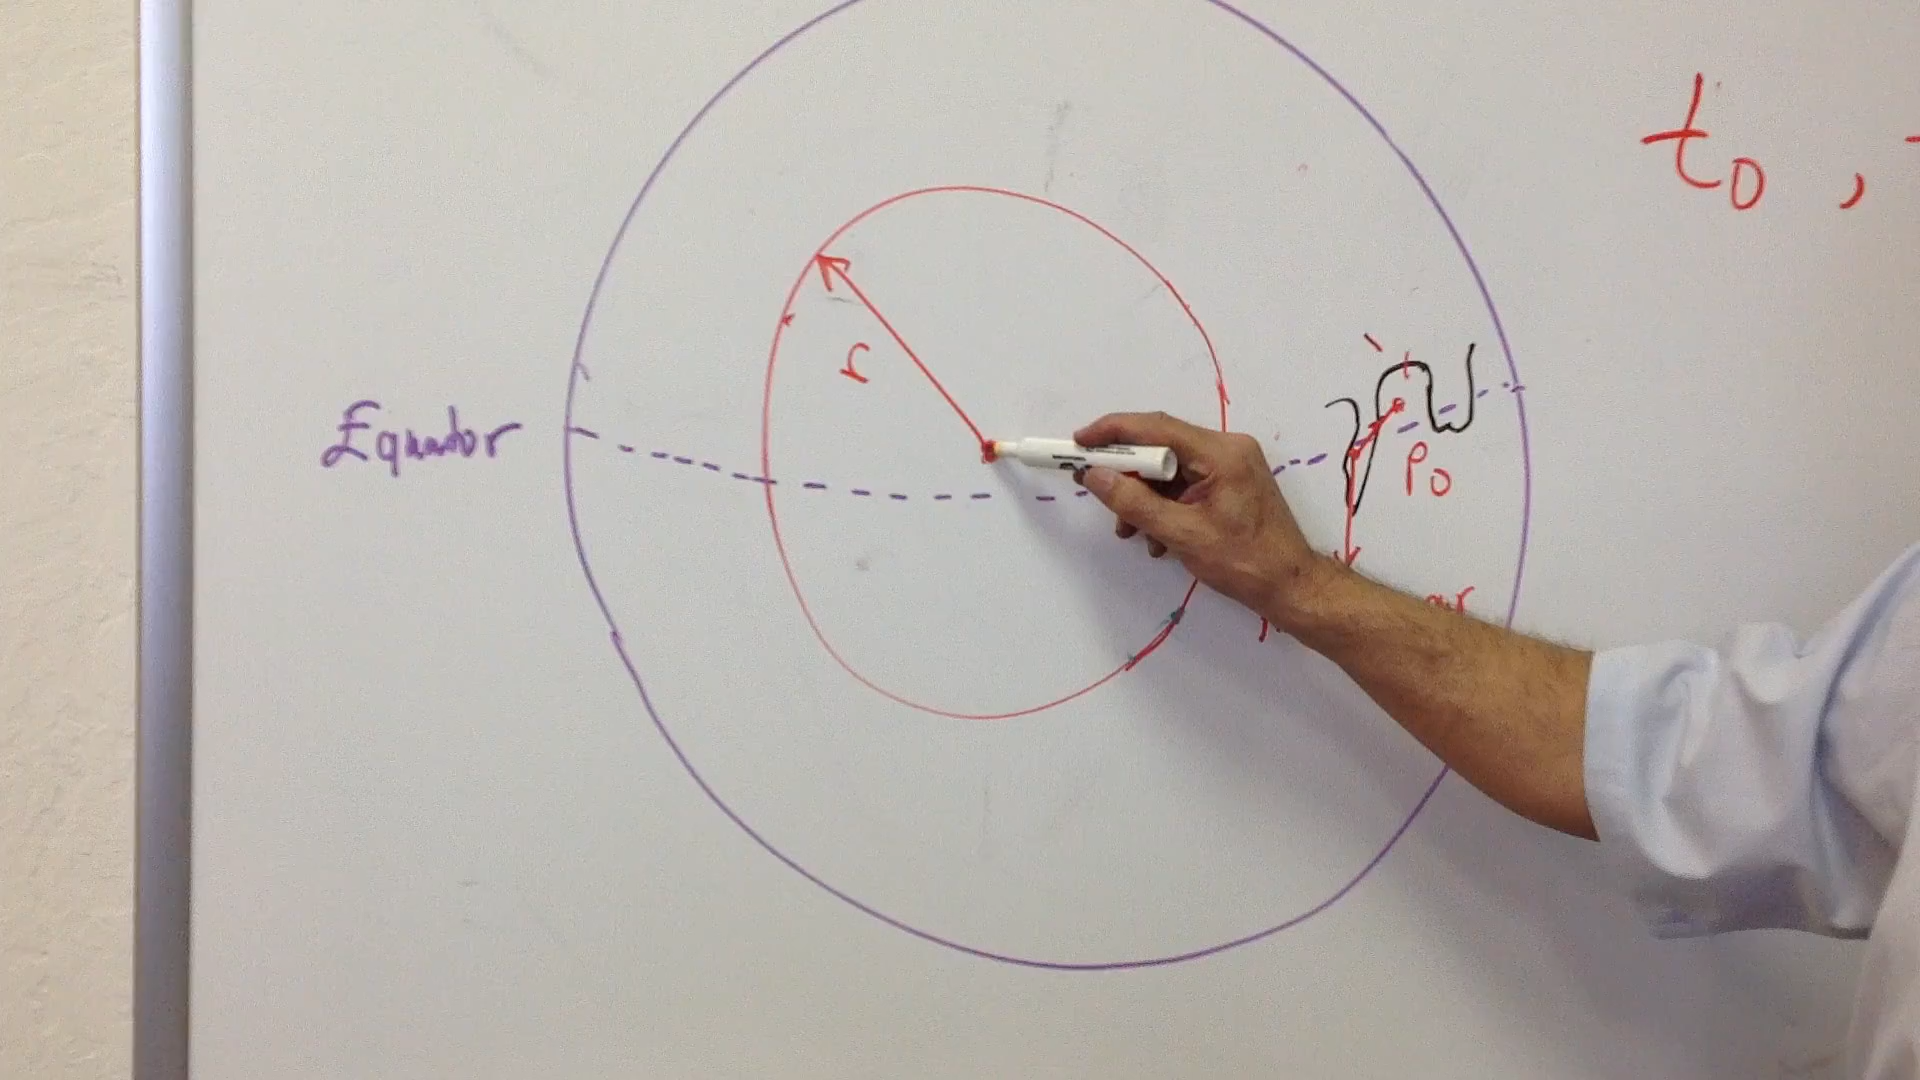 t₀ ,
r
Equador
P₀